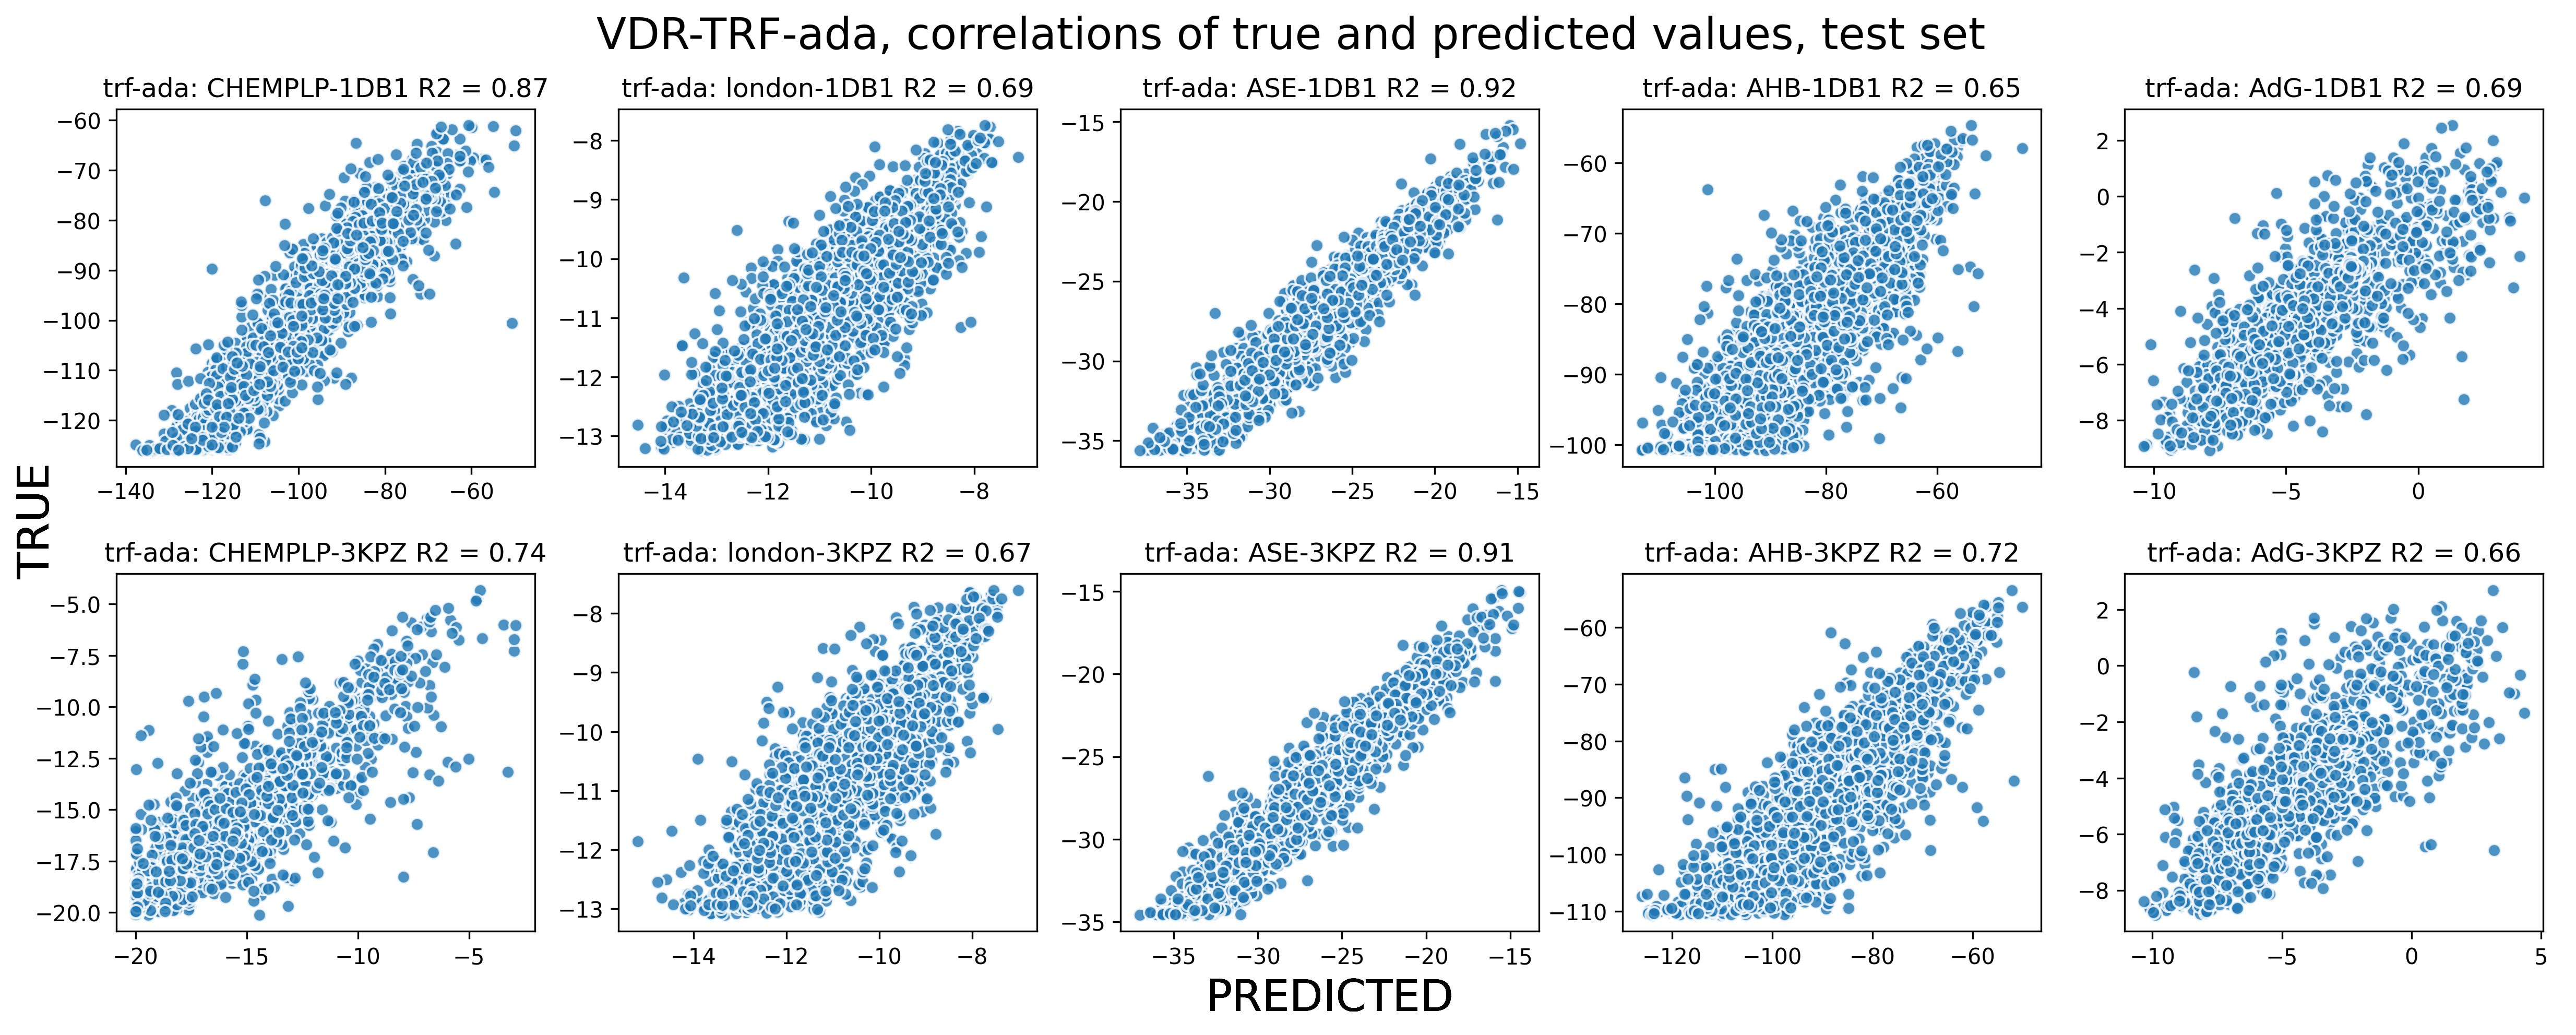 VDR-TRF-ada, correlations of true and predicted values, test set
trf-ada: CHEMPLP-1DB1 R2 = 0.87
−60
−70
−80
−90
−100
−110
−120
−140 −120 −100 −80 −60
trf-ada: london-1DB1 R2 = 0.69
−8
−9
−10
−11
−12
−13
−14 −12 −10 −8
trf-ada: ASE-1DB1 R2 = 0.92
−15
−20
−25
−30
−35
−35 −30 −25 −20 −15
trf-ada: AHB-1DB1 R2 = 0.65
−60
−70
−80
−90
−100
−100 −80 −60
trf-ada: AdG-1DB1 R2 = 0.69
2
0
−2
−4
−6
−8
−10 −5 0
TRUE
trf-ada: CHEMPLP-3KPZ R2 = 0.74
−5.0
−7.5
−10.0
−12.5
−15.0
−17.5
−20.0
−20 −15 −10 −5
trf-ada: london-3KPZ R2 = 0.67
−8
−9
−10
−11
−12
−13
−14 −12 −10 −8
trf-ada: ASE-3KPZ R2 = 0.91
−15
−20
−25
−30
−35
−35 −30 −25 −20 −15
trf-ada: AHB-3KPZ R2 = 0.72
−60
−70
−80
−90
−100
−110
−120 −100 −80 −60
trf-ada: AdG-3KPZ R2 = 0.66
2
0
−2
−4
−6
−8
−10 −5 0 5
PREDICTED